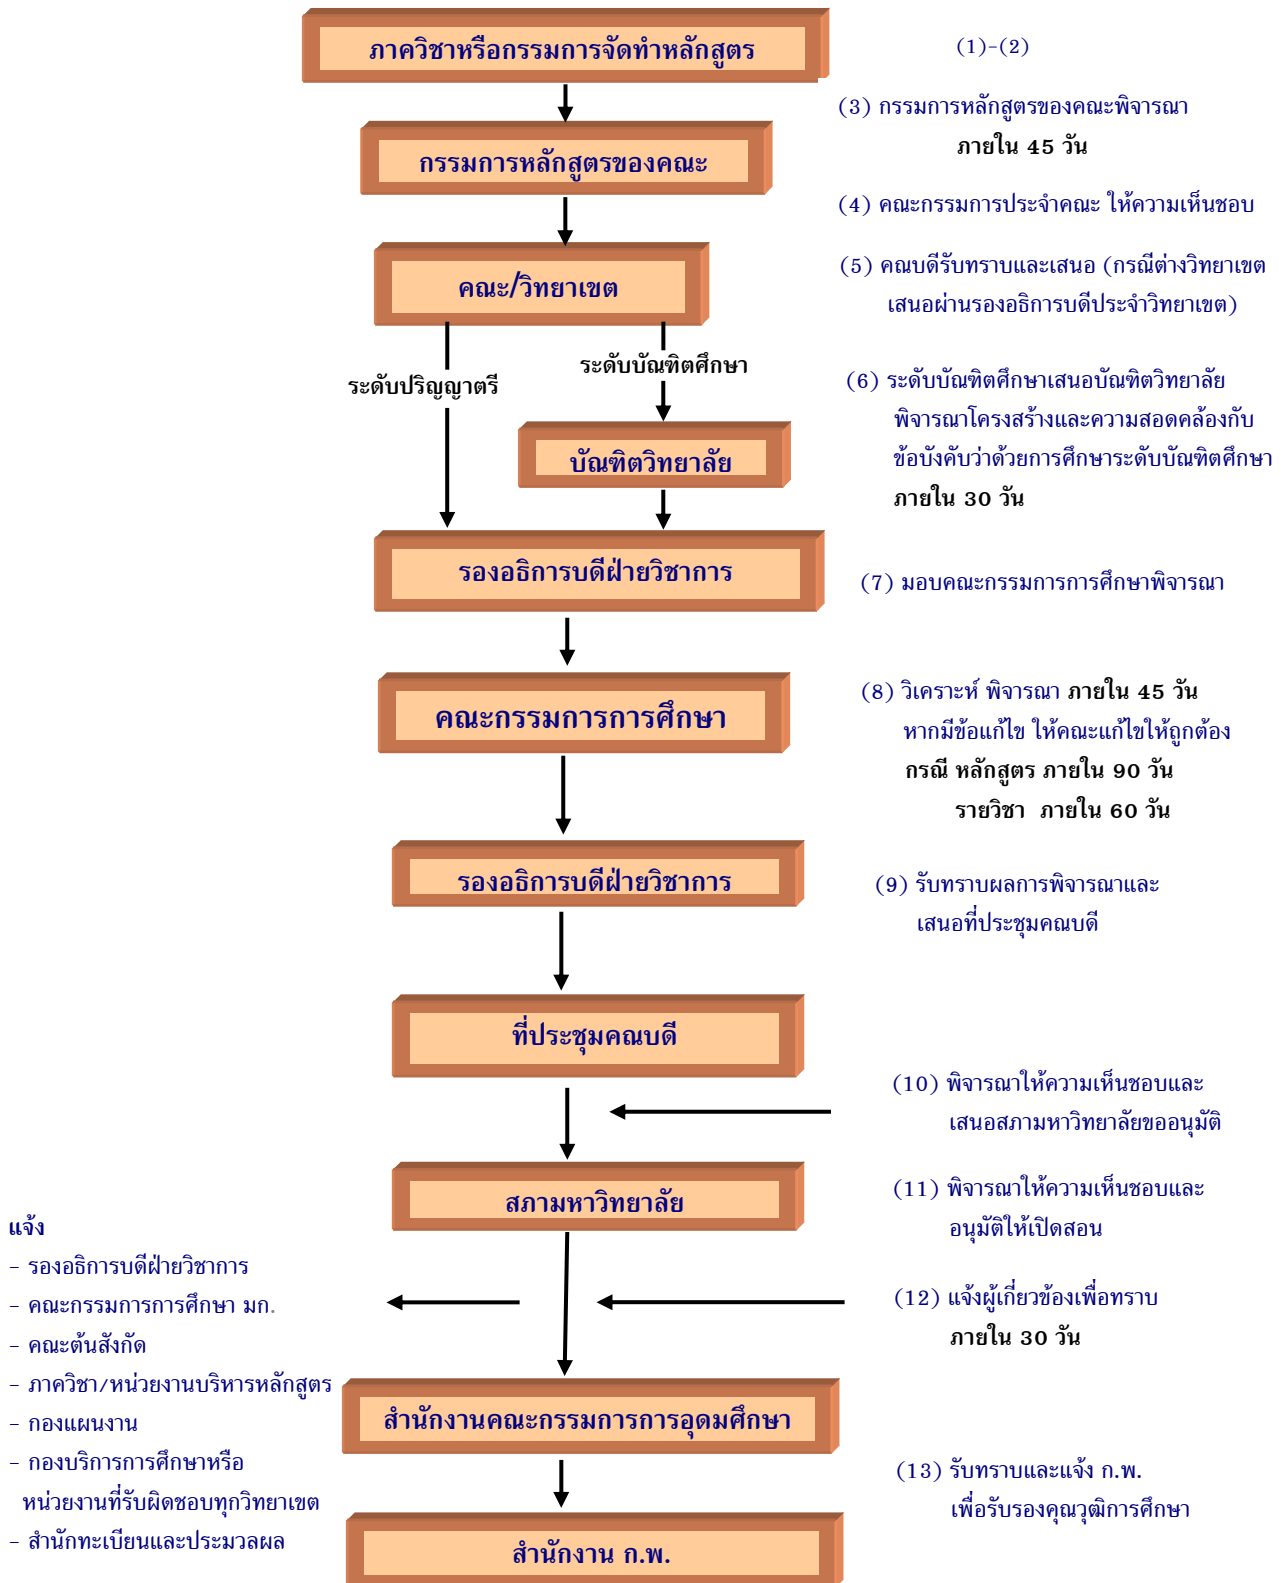 ภาควิชาหรือกรรมการจัดทำหลักสูตร
(1)-(2)
(3) กรรมการหลักสูตรของคณะพิจารณา
ภายใน 45 วัน
กรรมการหลักสูตรของคณะ
(4) คณะกรรมการประจำคณะ ให้ความเห็นชอบ
คณะ/วิทยาเขต
(5) คณบดีรับทราบและเสนอ (กรณีต่างวิทยาเขต
เสนอผ่านรองอธิการบดีประจำวิทยาเขต)
ระดับปริญญาตรี
ระดับบัณฑิตศึกษา
(6) ระดับบัณฑิตศึกษาเสนอบัณฑิตวิทยาลัย
พิจารณาโครงสร้างและความสอดคล้องกับ
ข้อบังคับว่าด้วยการศึกษาระดับบัณฑิตศึกษา
ภายใน 30 วัน
บัณฑิตวิทยาลัย
รองอธิการบดีฝ่ายวิชาการ
(7) มอบคณะกรรมการการศึกษาพิจารณา
คณะกรรมการการศึกษา
(8) วิเคราะห์ พิจารณา ภายใน 45 วัน
หากมีข้อแก้ไข ให้คณะแก้ไขให้ถูกต้อง
กรณี หลักสูตร ภายใน 90 วัน
รายวิชา ภายใน 60 วัน
รองอธิการบดีฝ่ายวิชาการ
(9) รับทราบผลการพิจารณาและ
เสนอที่ประชุมคณบดี
ที่ประชุมคณบดี
(10) พิจารณาให้ความเห็นชอบและ
เสนอสภามหาวิทยาลัยขออนุมัติ
สภามหาวิทยาลัย
(11) พิจารณาให้ความเห็นชอบและ
อนุมัติให้เปิดสอน
แจ้ง
- รองอธิการบดีฝ่ายวิชาการ
- คณะกรรมการการศึกษา มก.
- คณะต้นสังกัด
- ภาควิชา/หน่วยงานบริหารหลักสูตร
- กองแผนงาน
- กองบริการการศึกษาหรือ
หน่วยงานที่รับผิดชอบทุกวิทยาเขต
- สำนักทะเบียนและประมวลผล
(12) แจ้งผู้เกี่ยวข้องเพื่อทราบ
ภายใน 30 วัน
สำนักงานคณะกรรมการการอุดมศึกษา
(13) รับทราบและแจ้ง ก.พ.
เพื่อรับรองคุณวุฒิการศึกษา
สำนักงาน ก.พ.